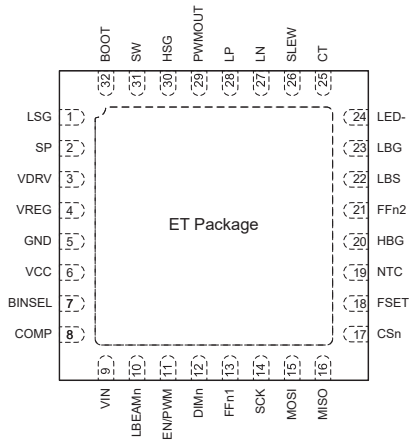 BOOT
SW
HSG
PWMOUT
LP
LN
SLEW
CT
32
31
30
29
28
27
26
25
LSG 1
SP 2
VDRV 3
VREG 4
GND 5
VCC 6
BINSEL 7
COMP 8
ET Package
24 LED-
23 LBG
22 LBS
21 FFn2
20 HBG
19 NTC
18 FSET
17 CSn
9
10
11
12
13
14
15
16
VIN
LBEAMn
EN/PWM
DIMn
FFn1
SCK
MOSI
MISO